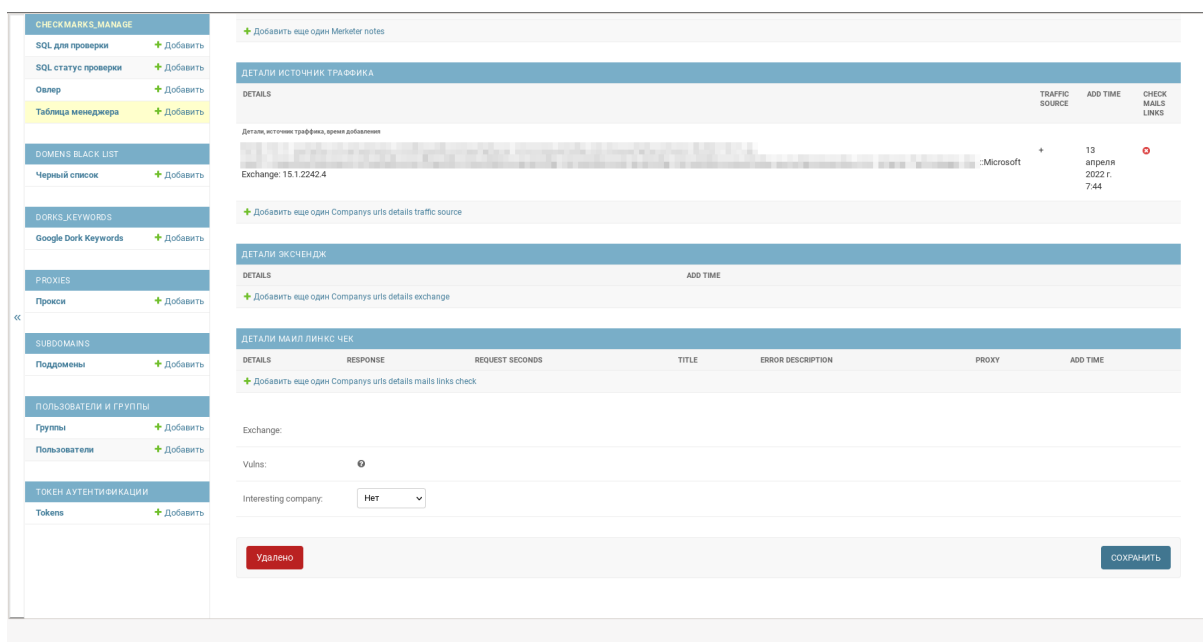 CHECKMARKS_MANAGE
SQL для проверки + Добавить
SQL статус проверки + Добавить
Овлер + Добавить
Таблица менеджера + Добавить
DOMENS BLACK LIST
Черный список + Добавить
DORKS_KEYWORDS
Google Dork Keywords + Добавить
PROXIES
Прокси + Добавить
«
SUBDOMAINS
Поддомены + Добавить
ПОЛЬЗОВАТЕЛИ И ГРУППЫ
Группы + Добавить
Пользователи + Добавить
ТОКЕН АУТЕНТИФИКАЦИИ
Tokens + Добавить
+ Добавить еще один Merketer notes
ДЕТАЛИ ИСТОЧНИК ТРАФФИКА
DETAILS TRAFFIC SOURCE ADD TIME CHECK MAILS LINKS
Детали, источник траффика, время добавления
::Microsoft
Exchange: 15.1.2242.4
+
13
апреля
2022 г.
7:44
+ Добавить еще один Companys urls details traffic source
ДЕТАЛИ ЭКСЧЕНДЖ
DETAILS ADD TIME
+ Добавить еще один Companys urls details exchange
ДЕТАЛИ МАИЛ ЛИНКС ЧЕК
DETAILS RESPONSE REQUEST SECONDS TITLE ERROR DESCRIPTION PROXY ADD TIME
+ Добавить еще один Companys urls details mails links check
Exchange:
Vulns: ?
Interesting company: Нет
Удалено СОХРАНИТЬ